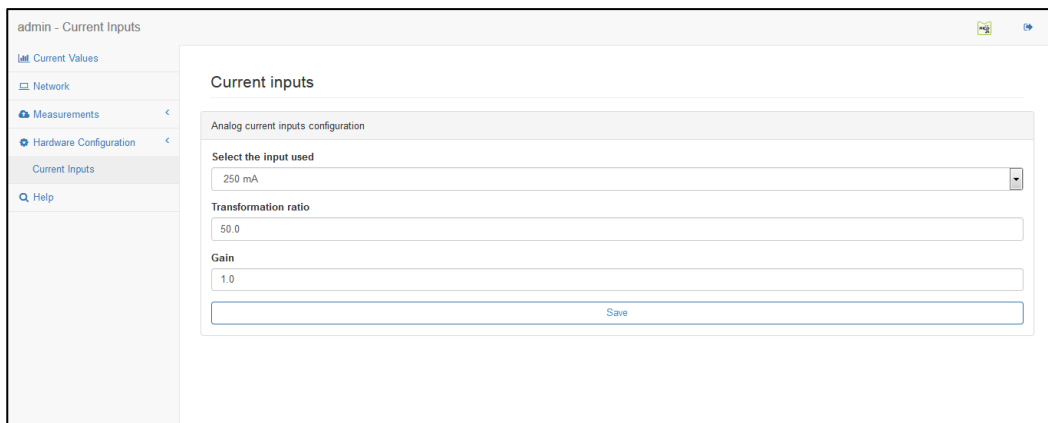 admin - Current Inputs
Current Values
Network
Measurements
Hardware Configuration
Current Inputs
Help
Current inputs
Analog current inputs configuration
Select the input used
250 mA
Transformation ratio
50.0
Gain
1.0
Save